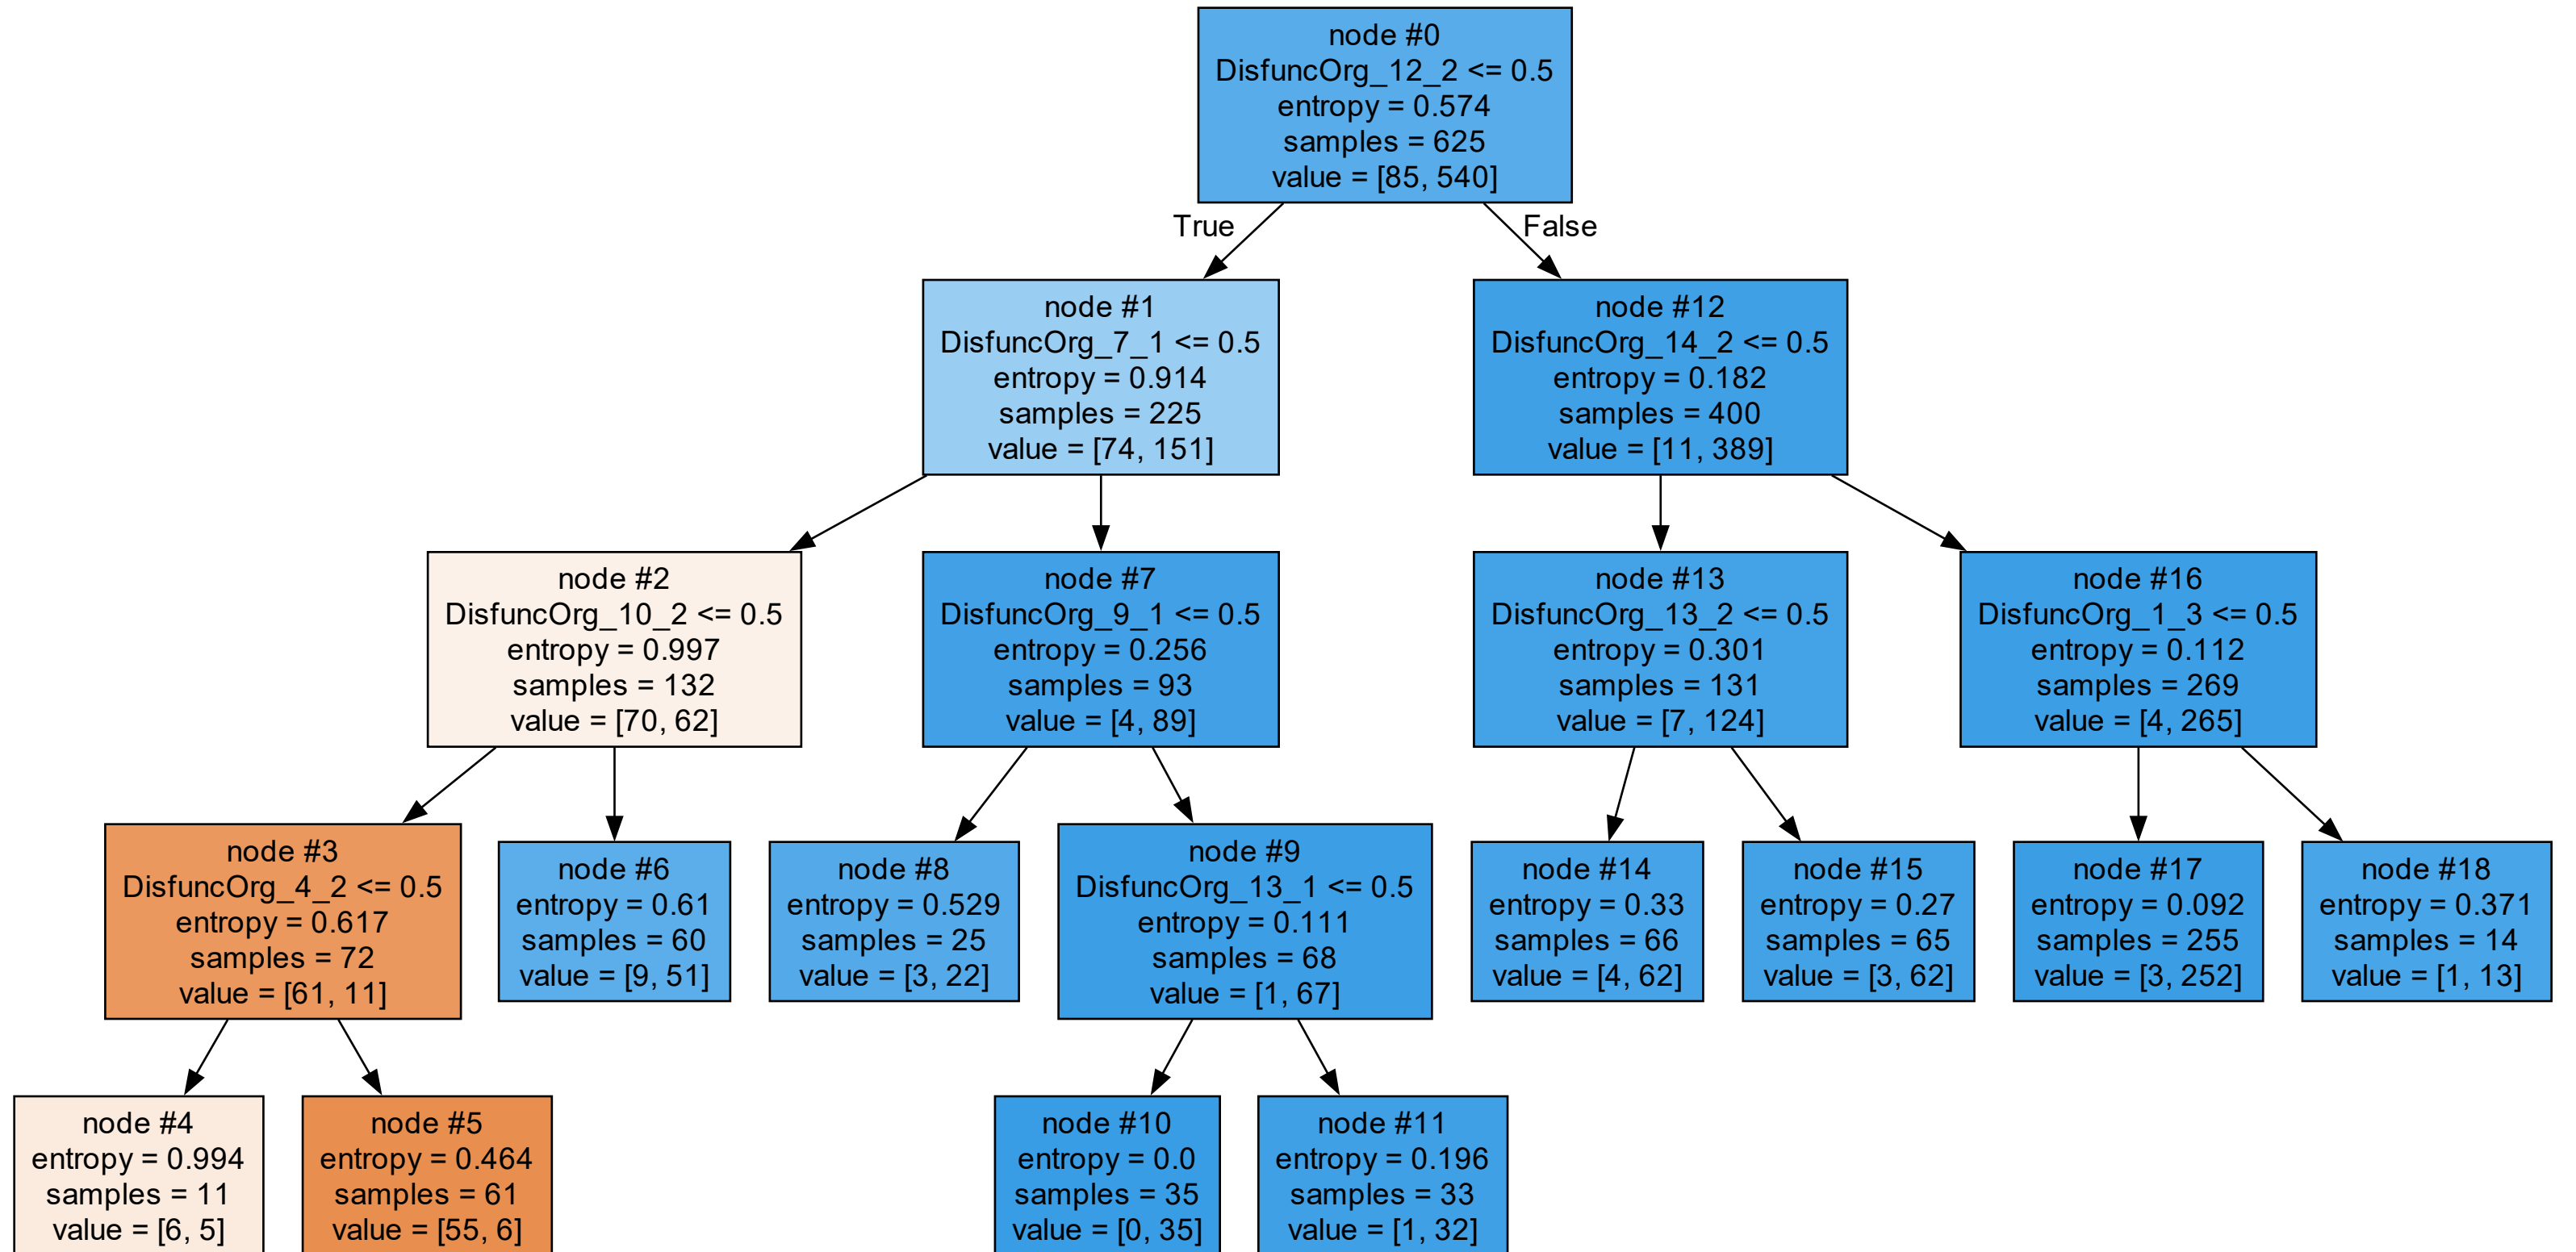 node #0
DisfuncOrg_12_2 <= 0.5
entropy = 0.574
samples = 625
value = [85, 540]
True
False
node #1
DisfuncOrg_7_1 <= 0.5
entropy = 0.914
samples = 225
value = [74, 151]
node #12
DisfuncOrg_14_2 <= 0.5
entropy = 0.182
samples = 400
value = [11, 389]
node #2
DisfuncOrg_10_2 <= 0.5
entropy = 0.997
samples = 132
value = [70, 62]
node #7
DisfuncOrg_9_1 <= 0.5
entropy = 0.256
samples = 93
value = [4, 89]
node #13
DisfuncOrg_13_2 <= 0.5
entropy = 0.301
samples = 131
value = [7, 124]
node #16
DisfuncOrg_1_3 <= 0.5
entropy = 0.112
samples = 269
value = [4, 265]
node #3
DisfuncOrg_4_2 <= 0.5
entropy = 0.617
samples = 72
value = [61, 11]
node #6
entropy = 0.61
samples = 60
value = [9, 51]
node #8
entropy = 0.529
samples = 25
value = [3, 22]
node #9
DisfuncOrg_13_1 <= 0.5
entropy = 0.111
samples = 68
value = [1, 67]
node #14
entropy = 0.33
samples = 66
value = [4, 62]
node #15
entropy = 0.27
samples = 65
value = [3, 62]
node #17
entropy = 0.092
samples = 255
value = [3, 252]
node #18
entropy = 0.371
samples = 14
value = [1, 13]
node #4
entropy = 0.994
samples = 11
value = [6, 5]
node #5
entropy = 0.464
samples = 61
value = [55, 6]
node #10
entropy = 0.0
samples = 35
value = [0, 35]
node #11
entropy = 0.196
samples = 33
value = [1, 32]